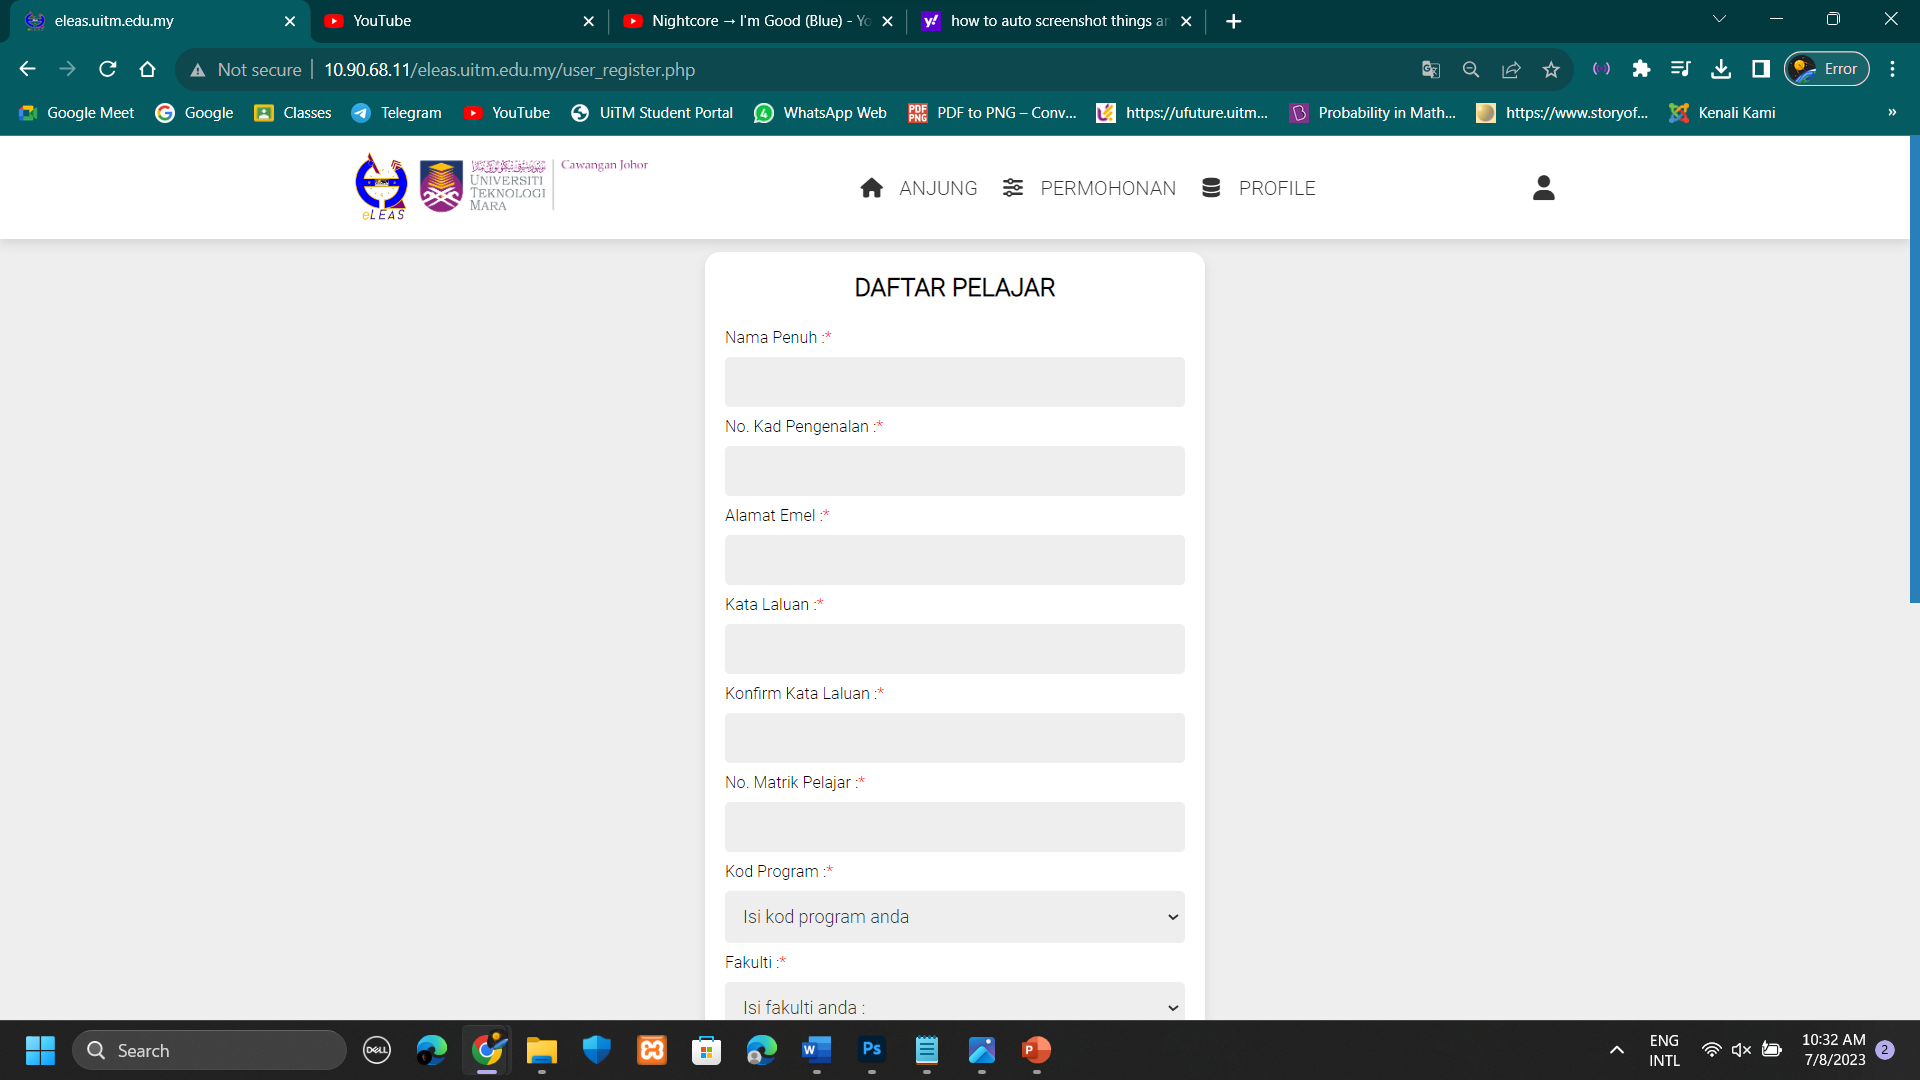 eleas.uitm.edu.my
YouTube
Nightcore → I'm Good (Blue) - Yo
how to auto screenshot things an
Not secure
10.90.68.11/eleas.uitm.edu.my/user_register.php
Error
Google Meet
Google
Classes
Telegram
YouTube
UiTM Student Portal
WhatsApp Web
PDF to PNG – Conv...
https://ufuture.uitm...
Probability in Math...
https://www.storyof...
Kenali Kami
»
eLEAS
UNIVERSITI
TEKNOLOGI
MARA
Cawangan Johor
ANJUNG
PERMOHONAN
PROFILE
DAFTAR PELAJAR
Nama Penuh :*
No. Kad Pengenalan :*
Alamat Emel :*
Kata Laluan :*
Konfirm Kata Laluan :*
No. Matrik Pelajar :*
Kod Program :*
Isi kod program anda
Fakulti :*
Isi fakulti anda :
Search
DELL
W
Ps
P
ENG
INTL
10:32 AM
7/8/2023
2